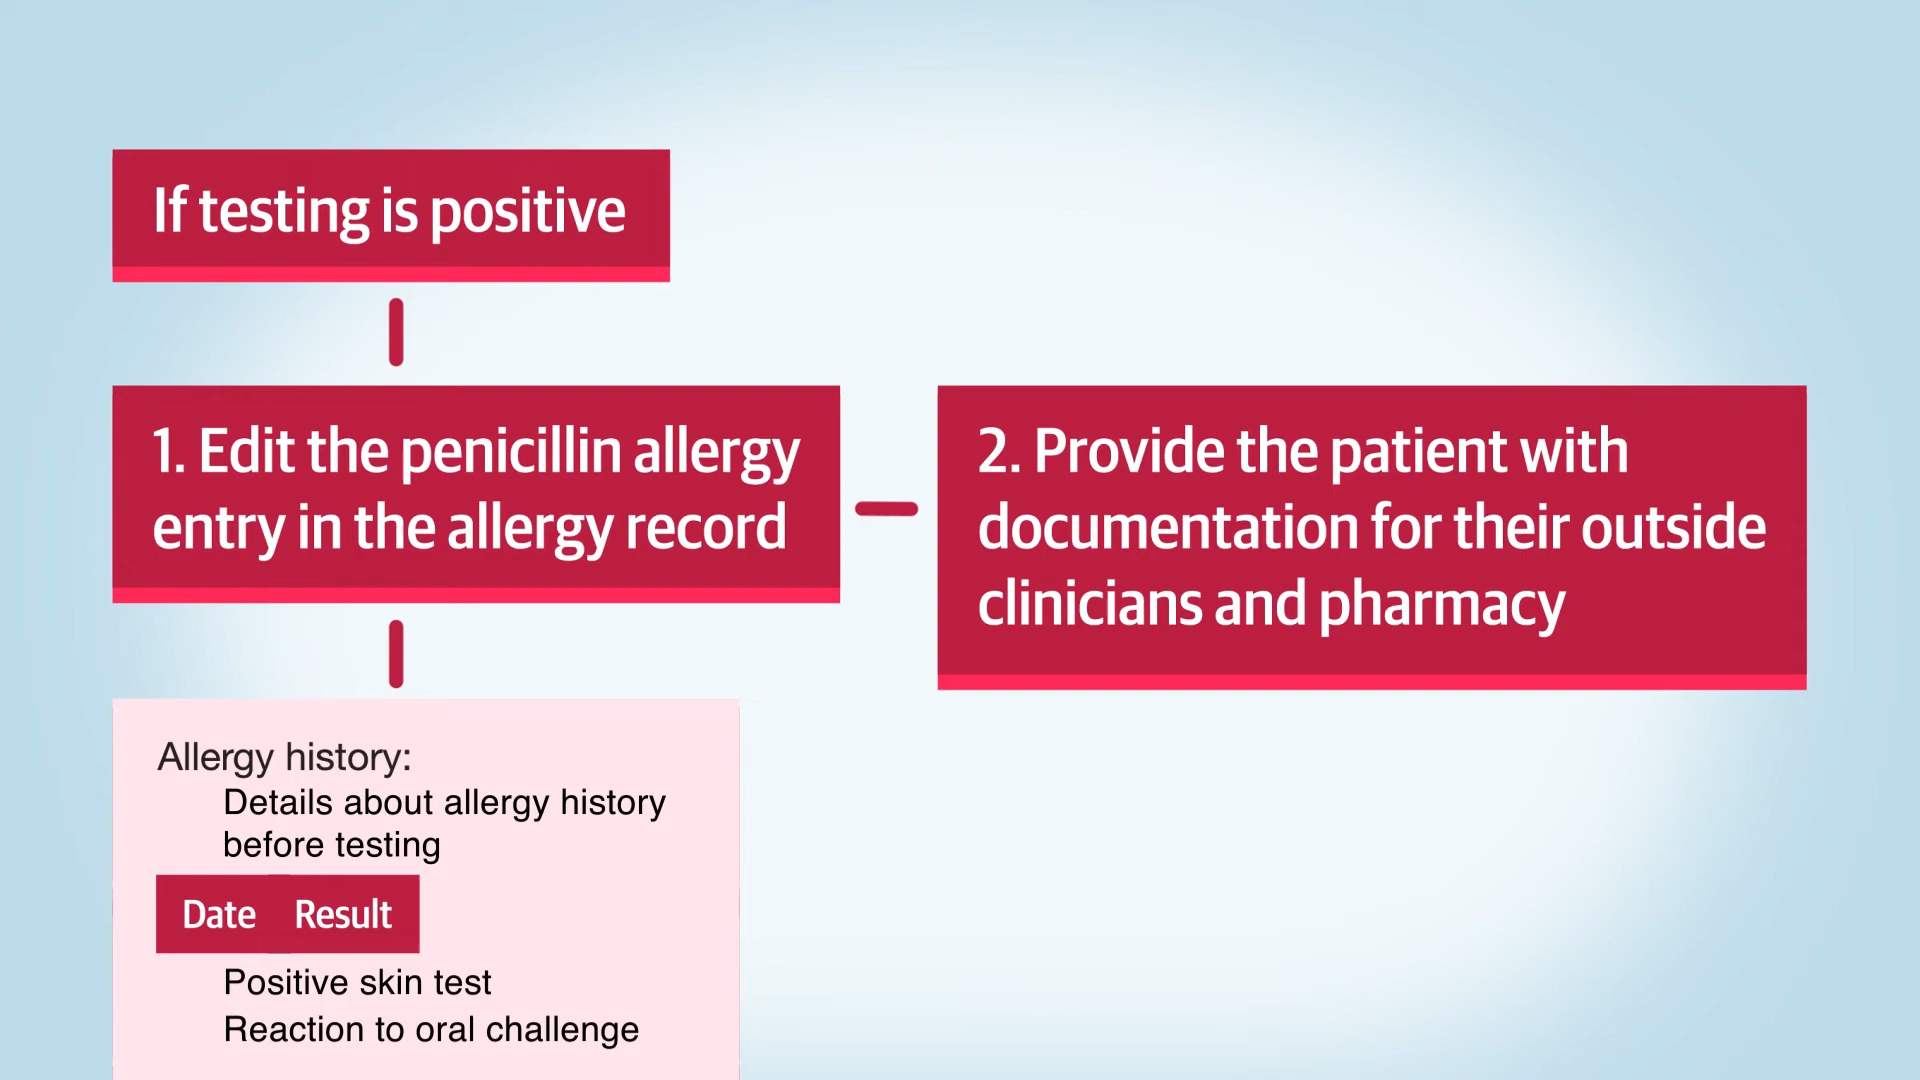 If testing is positive
1. Edit the penicillin allergy
entry in the allergy record
2. Provide the patient with
documentation for their outside
clinicians and pharmacy
Allergy history:
Details about allergy history
before testing
Date Result
Positive skin test
Reaction to oral challenge